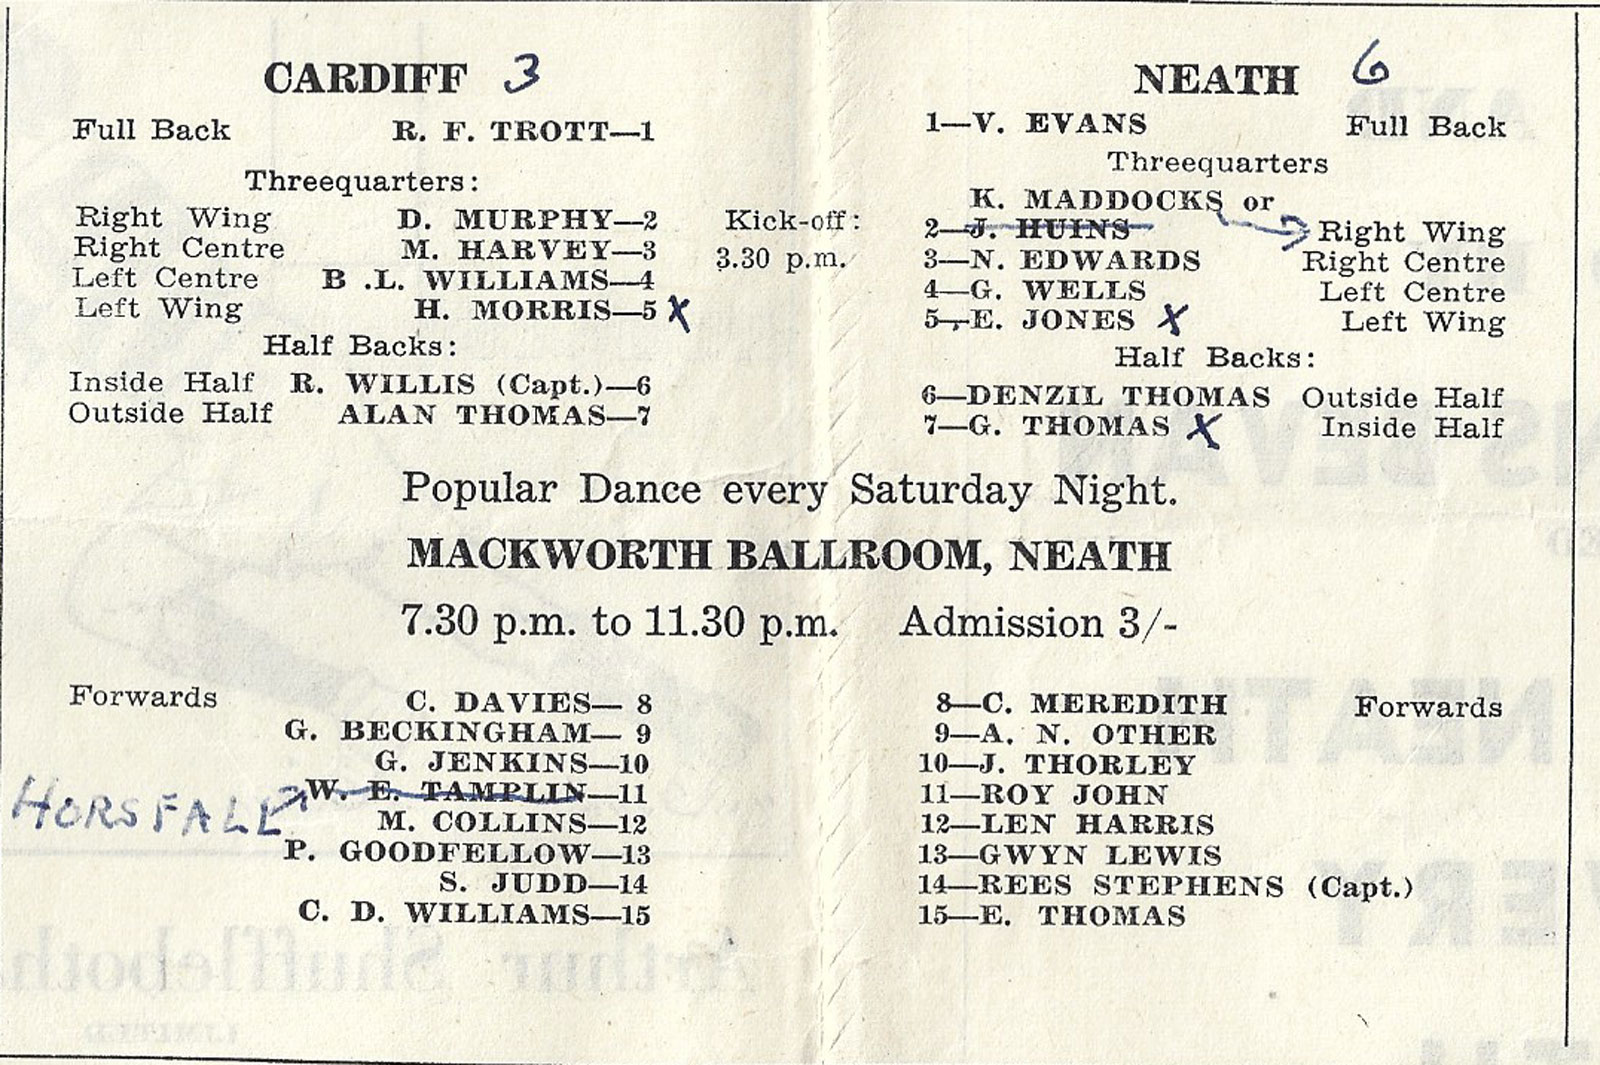 CARDIFF 3
Full Back R. F. TROTT—1
Threequarters:
Right Wing D. MURPHY—2
Right Centre M. HARVEY—3
Left Centre B .L. WILLIAMS—4
Left Wing H. MORRIS—5 X
Half Backs:
Inside Half R. WILLIS (Capt.)—6
Outside Half ALAN THOMAS—7
Kick-off:
3.30 p.m.
NEATH 6
1—V. EVANS Full Back
Threequarters
K. MADDOCKS or
2—J. HUINS Right Wing
3—N. EDWARDS Right Centre
4—G. WELLS Left Centre
5—E. JONES X Left Wing
Half Backs:
6—DENZIL THOMAS Outside Half
7—G. THOMAS X Inside Half
Popular Dance every Saturday Night.
MACKWORTH BALLROOM, NEATH
7.30 p.m. to 11.30 p.m. Admission 3/-
Forwards C. DAVIES— 8
G. BECKINGHAM— 9
G. JENKINS—10
W. E. TAMPLIN—11
HORSFALL
M. COLLINS—12
P. GOODFELLOW—13
S. JUDD—14
C. D. WILLIAMS—15
8—C. MEREDITH Forwards
9—A. N. OTHER
10—J. THORLEY
11—ROY JOHN
12—LEN HARRIS
13—GWYN LEWIS
14—REES STEPHENS (Capt.)
15—E. THOMAS